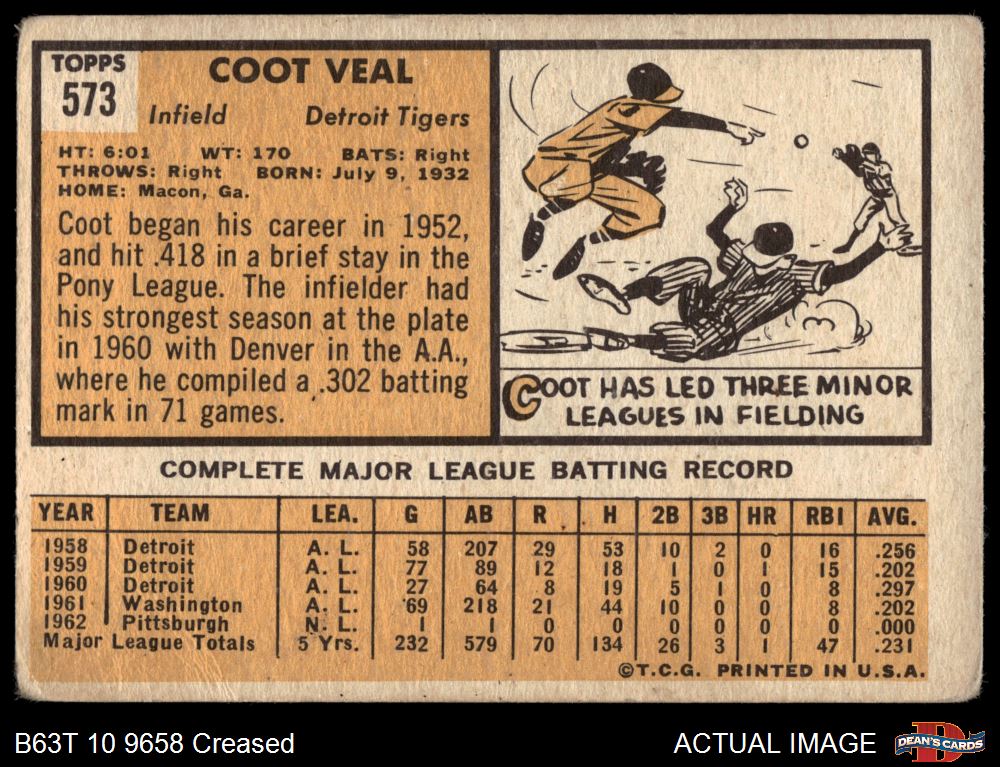 TOPPS
573
COOT VEAL
Infield Detroit Tigers
HT: 6:01 WT: 170 BATS: Right
THROWS: Right BORN: July 9, 1932
HOME: Macon, Ga.
Coot began his career in 1952,
and hit .418 in a brief stay in the
Pony League. The infielder had
his strongest season at the plate
in 1960 with Denver in the A.A.,
where he compiled a .302 batting
mark in 71 games.
COOT HAS LED THREE MINOR
LEAGUES IN FIELDING
COMPLETE MAJOR LEAGUE BATTING RECORD
YEAR TEAM LEA. G AB R H 2B 3B HR RBI AVG.
1958 Detroit A. L. 58 207 29 53 10 2 0 16 .256
1959 Detroit A. L. 77 89 12 18 1 0 1 15 .202
1960 Detroit A. L. 27 64 8 19 5 1 0 8 .297
1961 Washington A. L. 69 218 21 44 10 0 0 8 .202
1962 Pittsburgh N. L. 1 1 0 0 0 0 0 0 .000
Major League Totals 5 Yrs. 232 579 70 134 26 3 1 47 .231
©T.C.G. PRINTED IN U.S.A.
B63T 10 9658 Creased ACTUAL IMAGE
D
DEAN'S CARDS